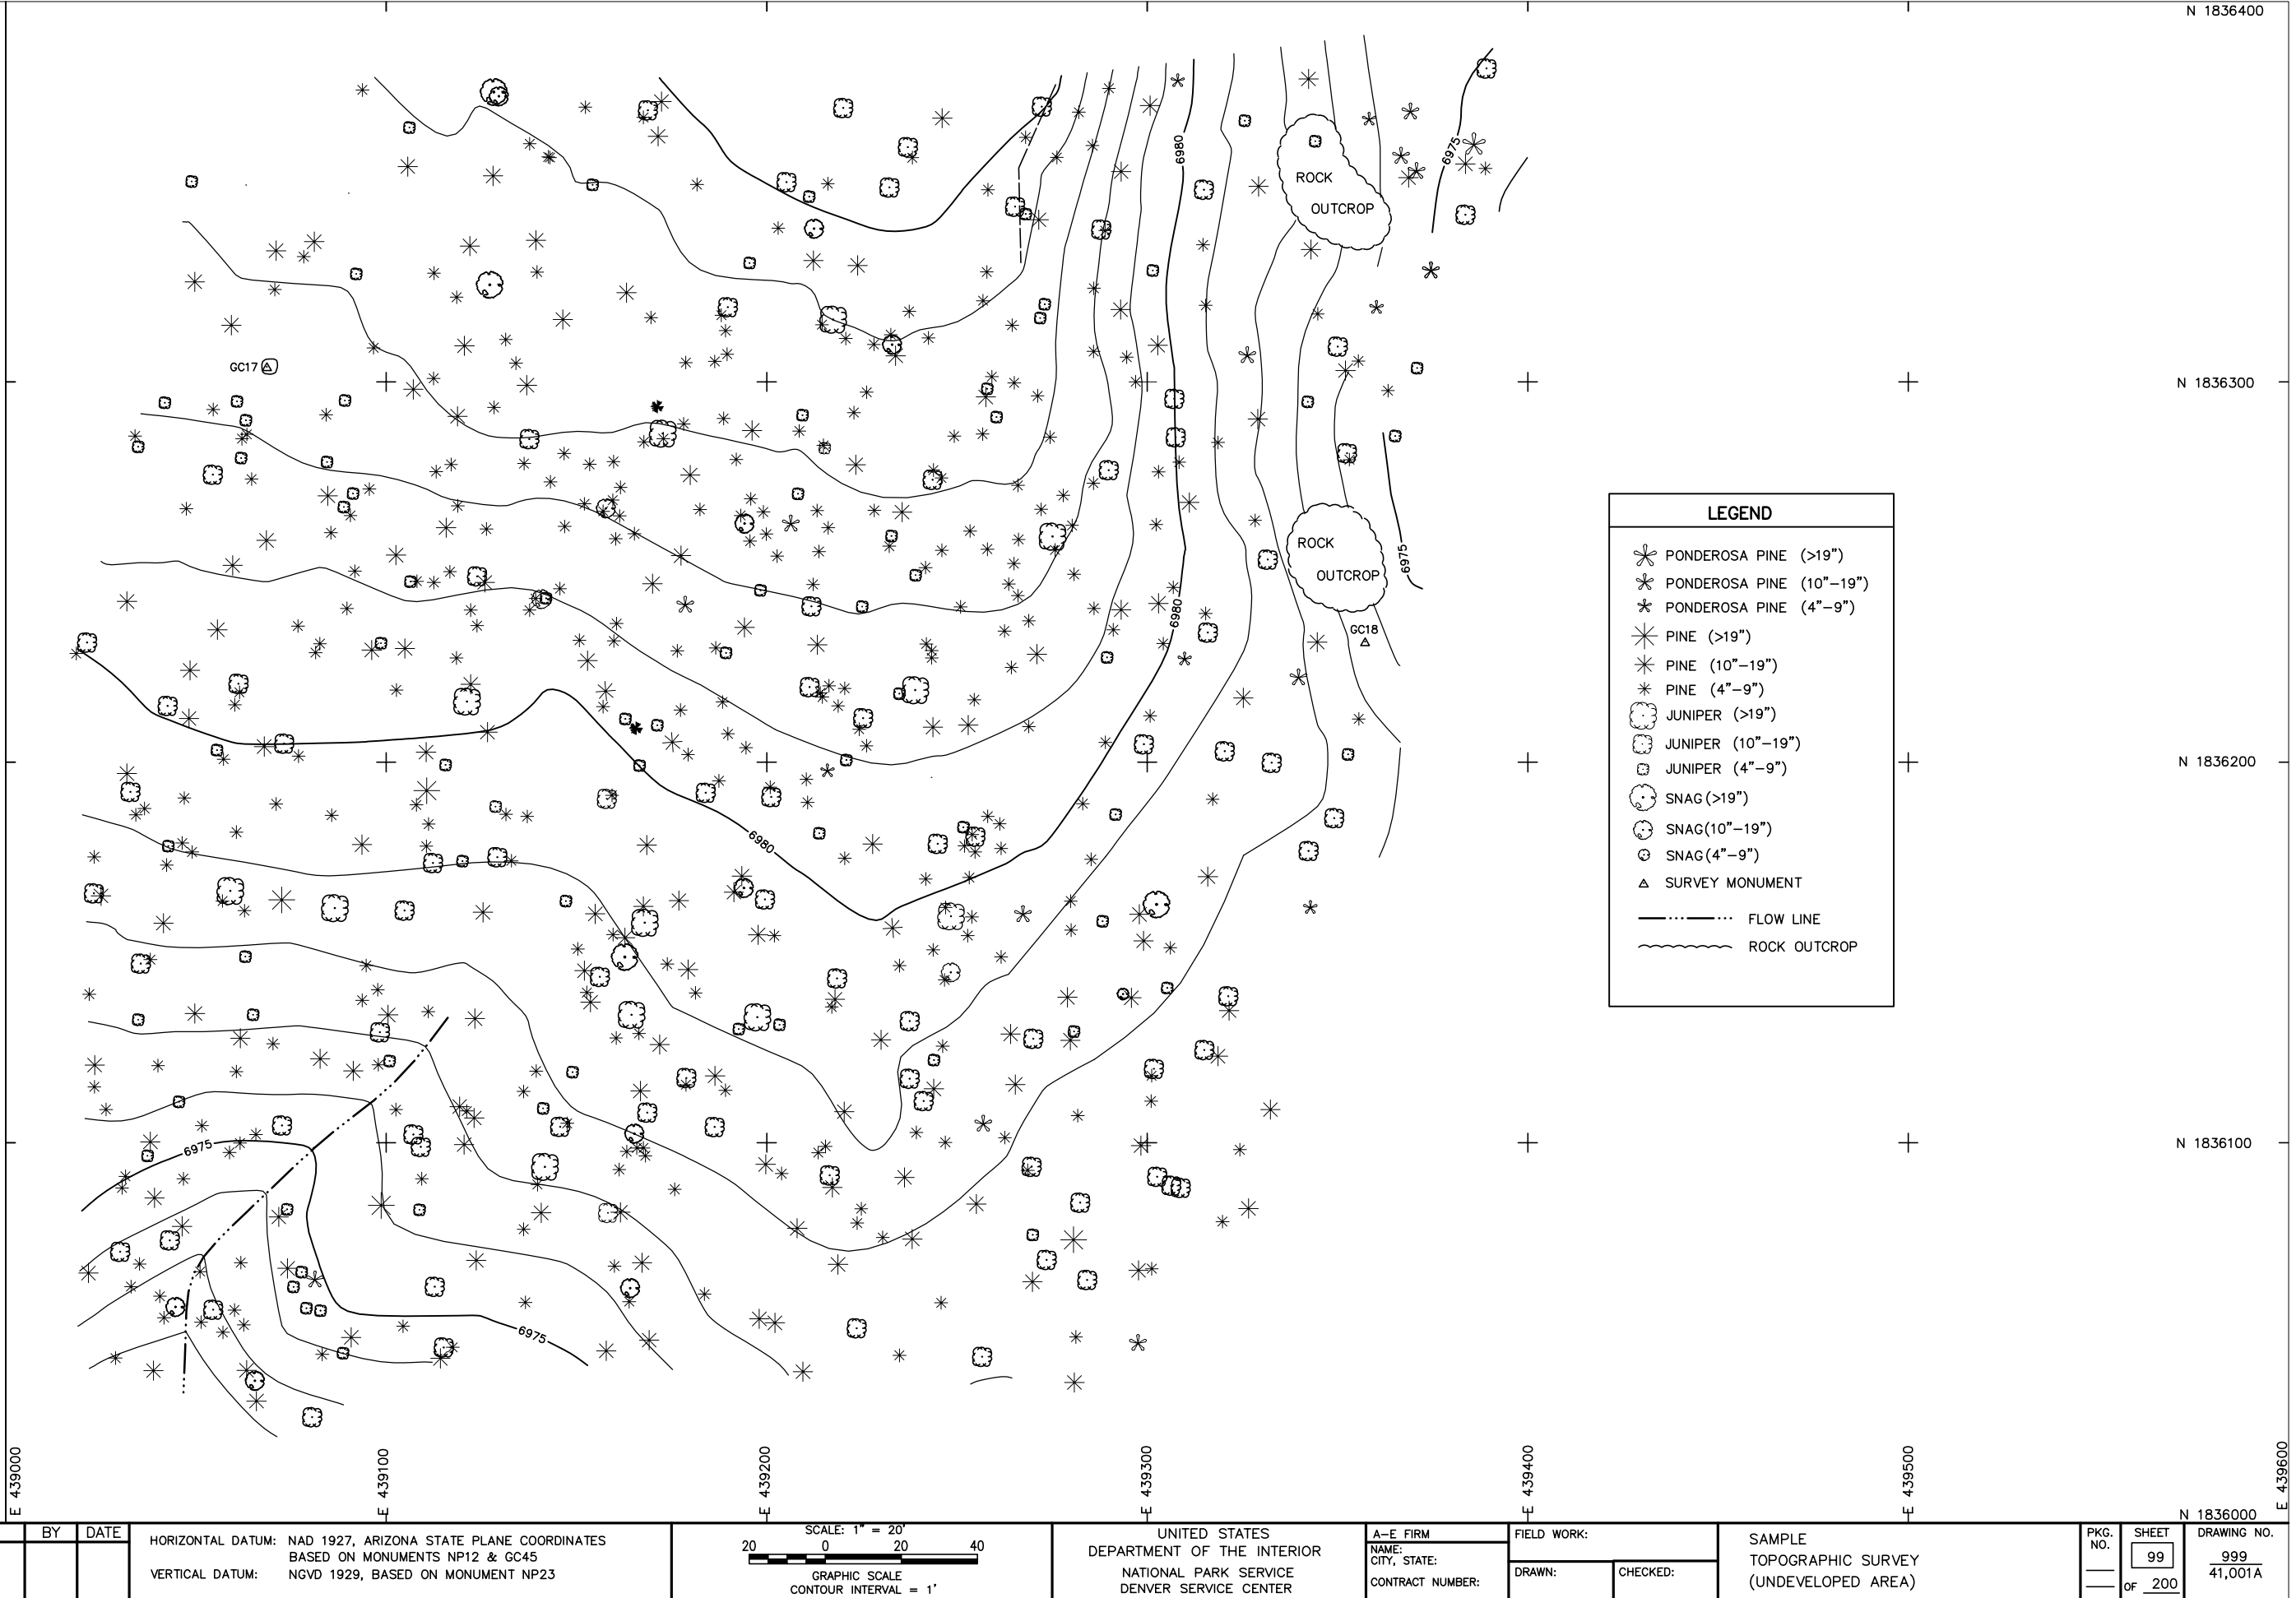 N 1836400
6980
6975
ROCK
OUTCROP
GC17
N 1836300
LEGEND
PONDEROSA PINE (>19")
PONDEROSA PINE (10"-19")
PONDEROSA PINE (4"-9")
PINE (>19")
PINE (10"-19")
PINE (4"-9")
JUNIPER (>19")
JUNIPER (10"-19")
JUNIPER (4"-9")
SNAG (>19")
SNAG(10"-19")
SNAG(4"-9")
SURVEY MONUMENT
FLOW LINE
ROCK OUTCROP
ROCK
OUTCROP
6975
6980
GC18
N 1836200
6980
N 1836100
6975
6975
E 439000
E 439100
E 439200
E 439300
E 439400
E 439500
E 439600
N 1836000
BY DATE
HORIZONTAL DATUM: NAD 1927, ARIZONA STATE PLANE COORDINATES
BASED ON MONUMENTS NP12 & GC45
VERTICAL DATUM: NGVD 1929, BASED ON MONUMENT NP23
SCALE: 1" = 20'
20 0 20 40
GRAPHIC SCALE
CONTOUR INTERVAL = 1'
UNITED STATES
DEPARTMENT OF THE INTERIOR
NATIONAL PARK SERVICE
DENVER SERVICE CENTER
A-E FIRM
NAME:
CITY, STATE:
CONTRACT NUMBER:
FIELD WORK:
DRAWN:
CHECKED:
SAMPLE
TOPOGRAPHIC SURVEY
(UNDEVELOPED AREA)
PKG.
NO.
SHEET
99
OF 200
DRAWING NO.
999
41,001A